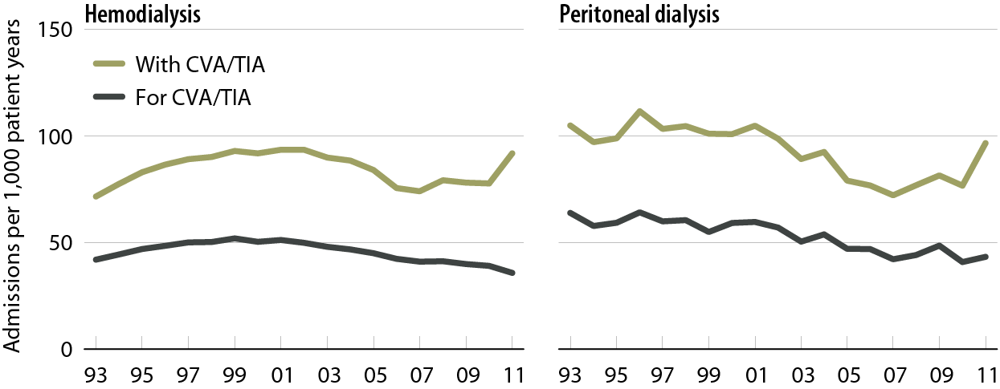 Hemodialysis
Peritoneal dialysis
Admissions per 1,000 patient years
150
100
50
0
With CVA/TIA
For CVA/TIA
93 95 97 99 01 03 05 07 09 11
93 95 97 99 01 03 05 07 09 11